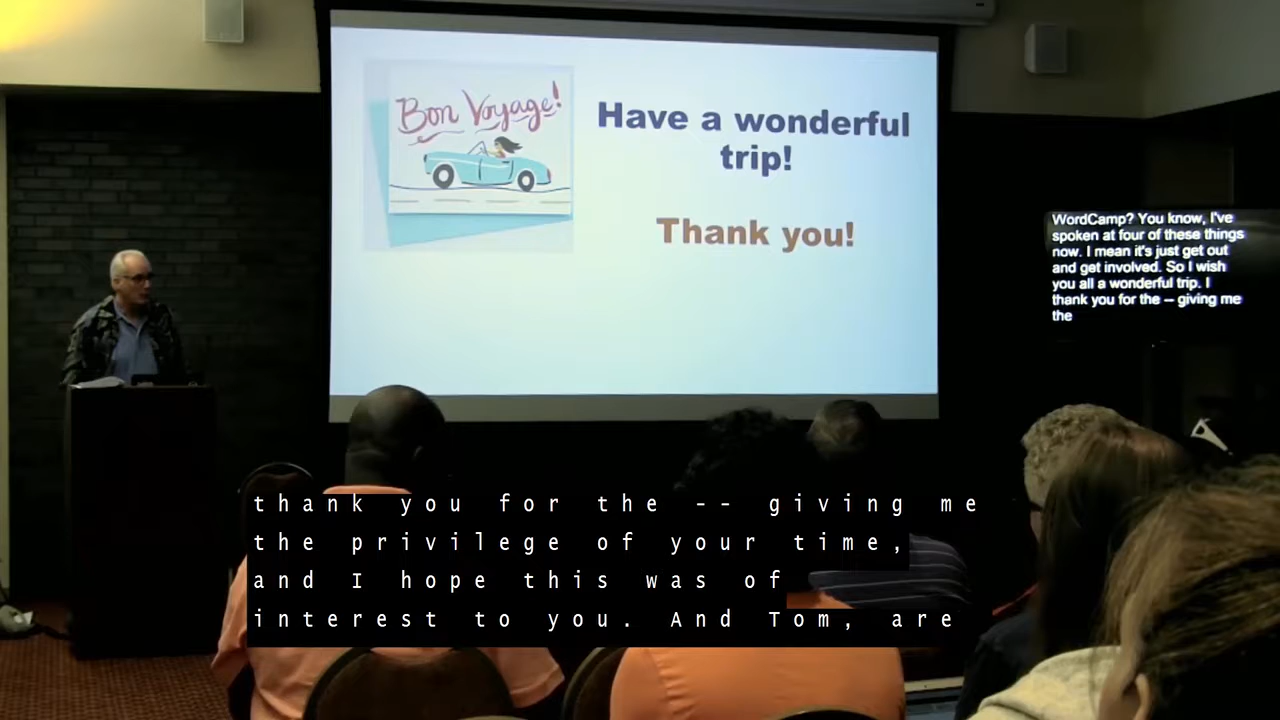 Bon Voyage!
Have a wonderful
trip!
Thank you!
WordCamp? You know, I've
spoken at four of these things
now. I mean it's just get out
and get involved. So I wish
you all a wonderful trip. I
thank you for the -- giving me
the
thank you for the -- giving me
the privilege of your time,
and I hope this was of
interest to you. And Tom, are